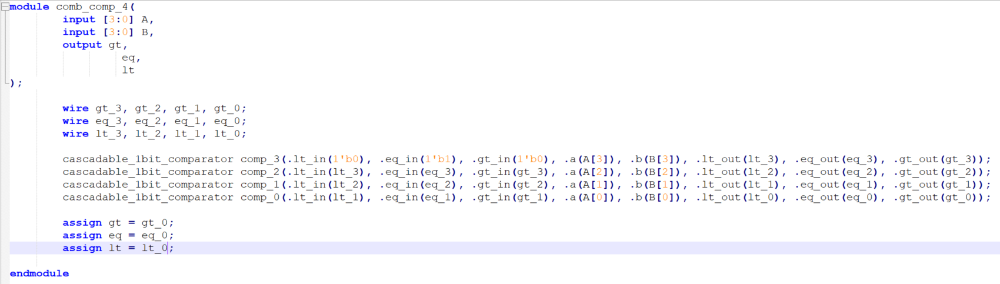 module comb_comp_4(
input [3:0] A,
input [3:0] B,
output gt,
eq,
lt
);
wire gt_3, gt_2, gt_1, gt_0;
wire eq_3, eq_2, eq_1, eq_0;
wire lt_3, lt_2, lt_1, lt_0;
cascadable_1bit_comparator comp_3(.lt_in(1'b0), .eq_in(1'b1), .gt_in(1'b0), .a(A[3]), .b(B[3]), .lt_out(lt_3), .eq_out(eq_3), .gt_out(gt_3));
cascadable_1bit_comparator comp_2(.lt_in(lt_3), .eq_in(eq_3), .gt_in(gt_3), .a(A[2]), .b(B[2]), .lt_out(lt_2), .eq_out(eq_2), .gt_out(gt_2));
cascadable_1bit_comparator comp_1(.lt_in(lt_2), .eq_in(eq_2), .gt_in(gt_2), .a(A[1]), .b(B[1]), .lt_out(lt_1), .eq_out(eq_1), .gt_out(gt_1));
cascadable_1bit_comparator comp_0(.lt_in(lt_1), .eq_in(eq_1), .gt_in(gt_1), .a(A[0]), .b(B[0]), .lt_out(lt_0), .eq_out(eq_0), .gt_out(gt_0));
assign gt = gt_0;
assign eq = eq_0;
assign lt = lt_0;
endmodule